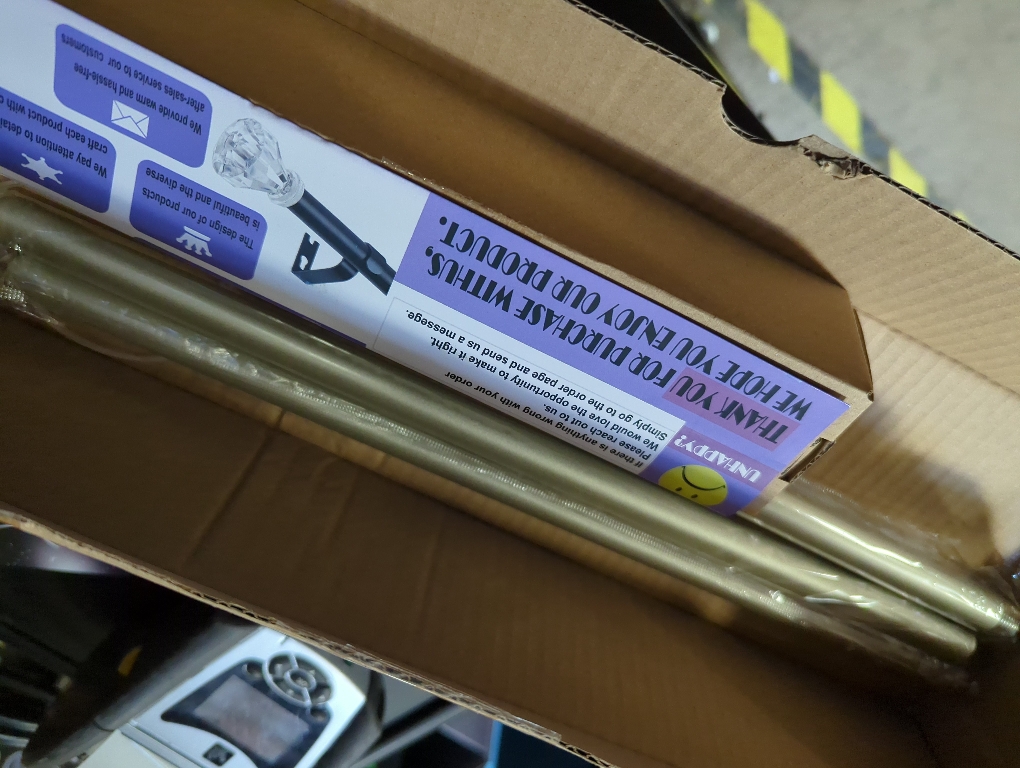 THANK YOU FOR PURCHASE WITH US,
WE HOPE YOU ENJOY OUR PRODUCT.
UNHAPPY?
If there is anything wrong with your order
Please reach out to us.
We would love the opportunity to make it right.
Simply go to the order page and send us a messege.
The design of our products
is beautiful and the diverse
We provide warm and hassle-free
after-sales service to our customers
We pay attention to detai
craft each product with c